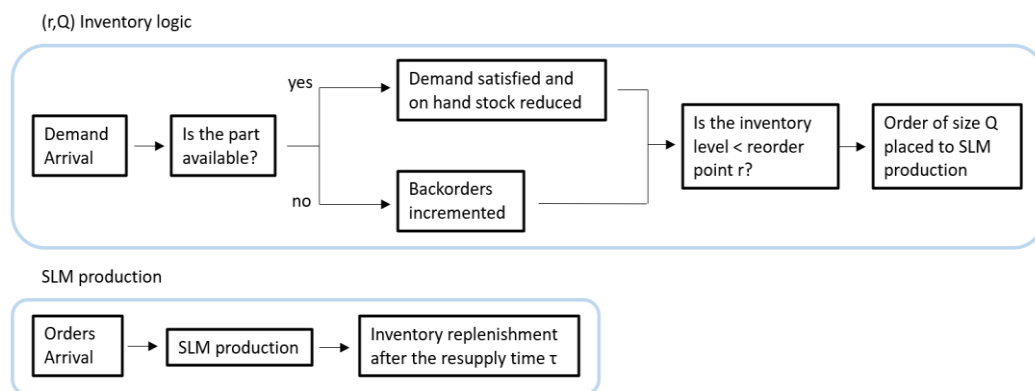 (r,Q) Inventory logic
Demand
Arrival
Is the part
available?
yes
no
Demand satisfied and
on hand stock reduced
Backorders
incremented
Is the inventory
level < reorder
point r?
Order of size Q
placed to SLM
production
SLM production
Orders
Arrival
SLM production
Inventory replenishment
after the resupply time τ